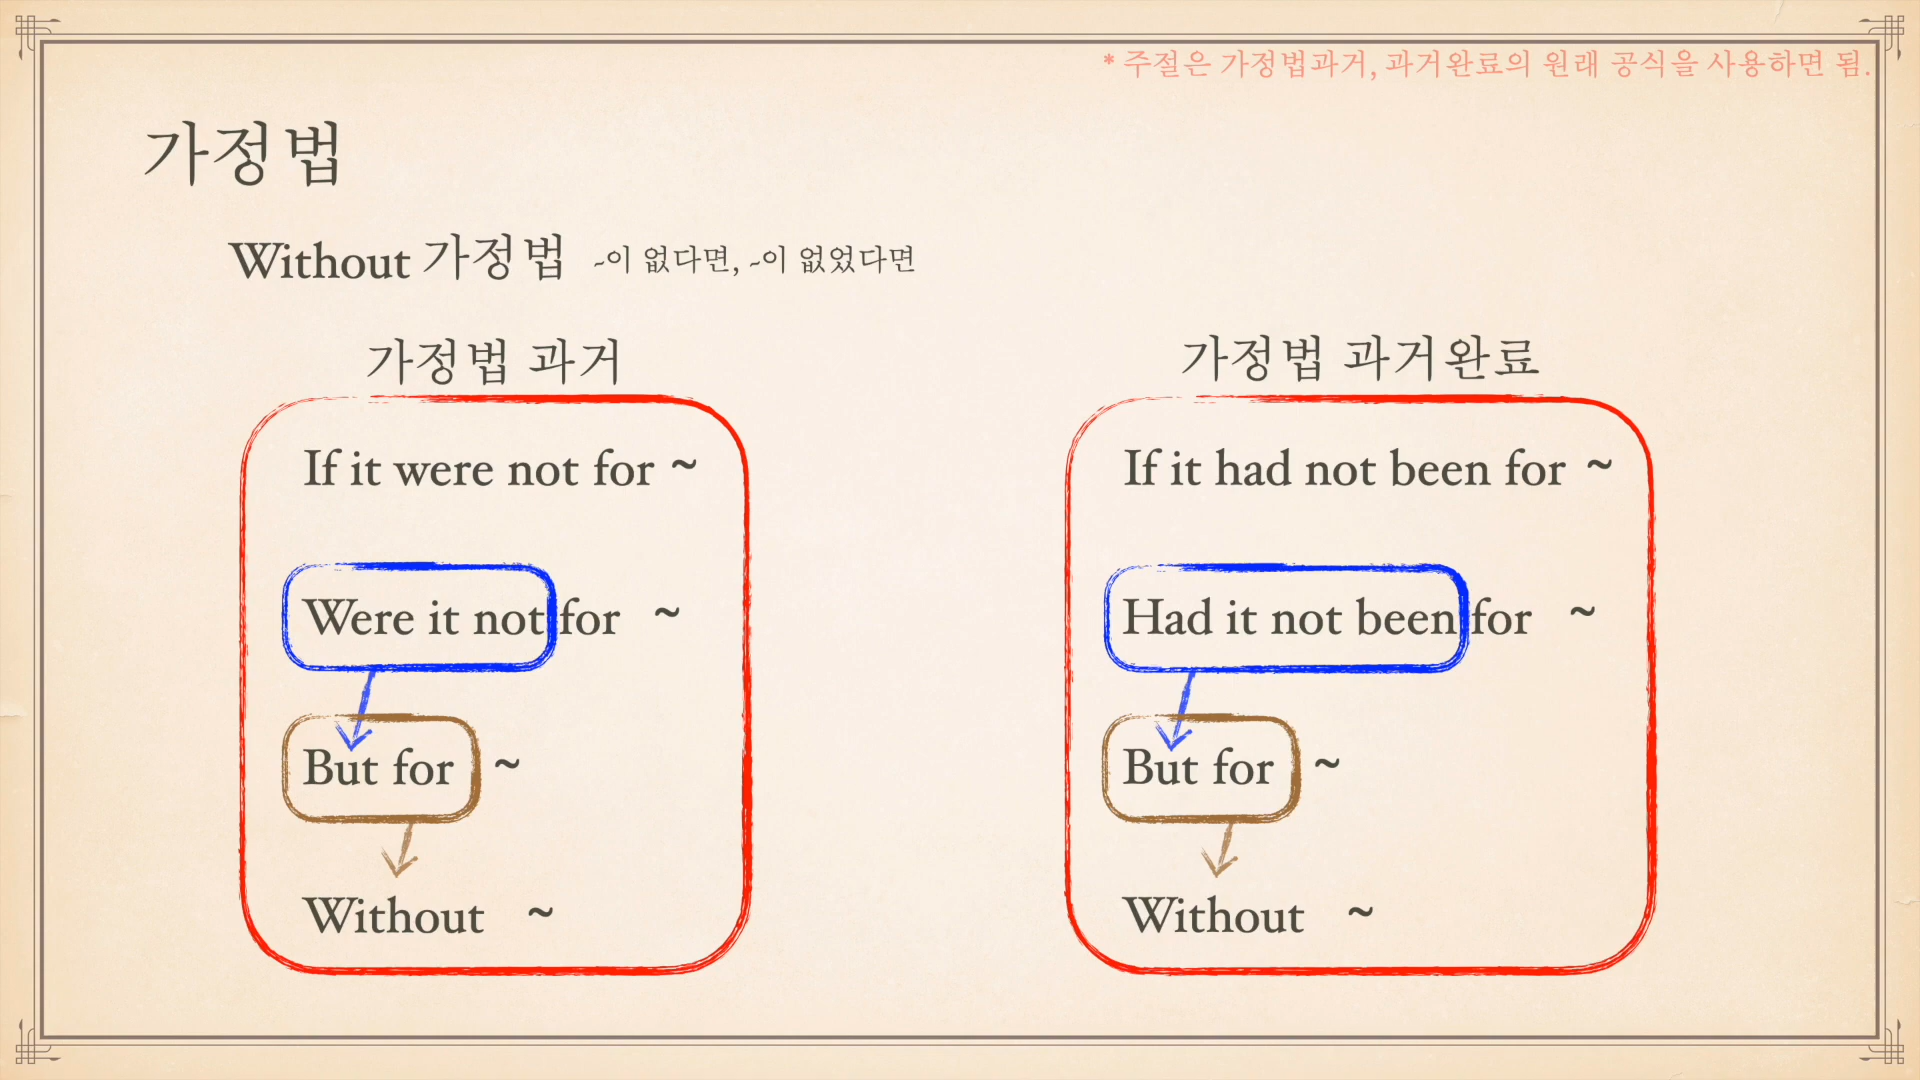 * 주절은 가정법과거, 과거완료의 원래 공식을 사용하면 됨.
가정법
Without 가정법 ~이 없다면, ~이 없었다면
가정법 과거
If it were not for ~
Were it not for ~
But for ~
Without ~
가정법 과거완료
If it had not been for ~
Had it not been for ~
But for ~
Without ~